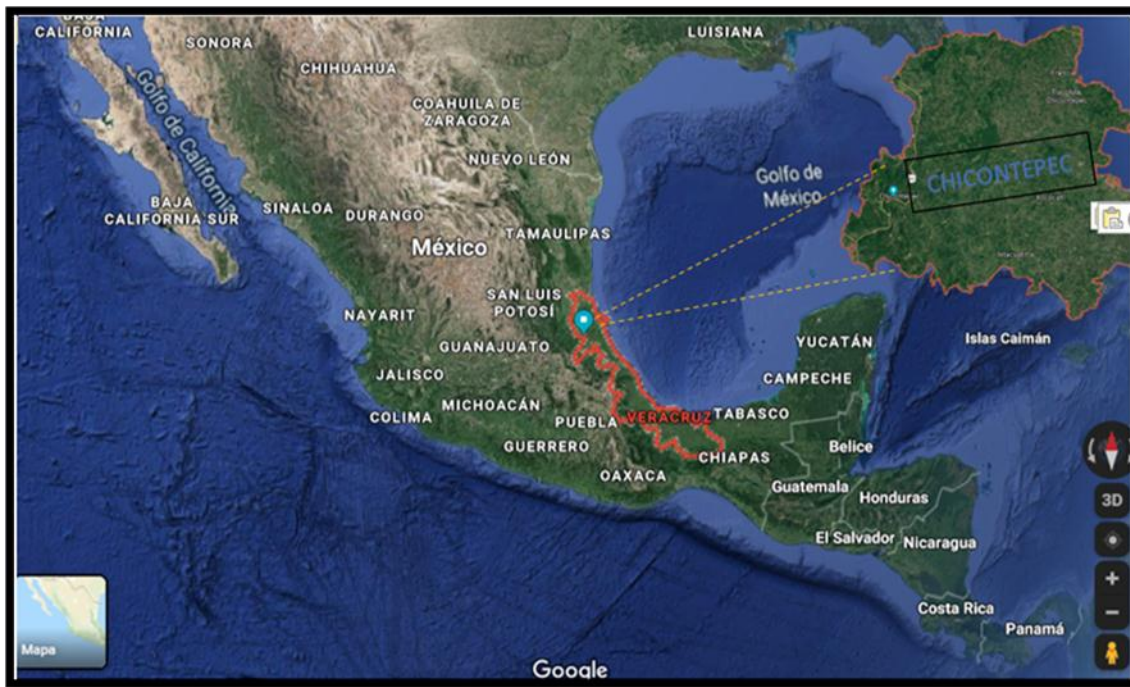 BAJA
CALIFORNIA
SONORA
LUISIANA
CHIHUAHUA
Golfo de California
COAHUILA DE
ZARAGOZA
NUEVO LEÓN
Golfo de
México
CHICONTEPEC
BAJA
CALIFORNIA SUR
SINALOA
DURANGO
TAMAULIPAS
México
SAN LUIS
POTOSÍ
NAYARIT
GUANAJUATO
YUCATÁN
Islas Caimán
JALISCO
CAMPECHE
COLIMA
MICHOACÁN
PUEBLA
VERACRUZ
TABASCO
GUERRERO
OAXACA
CHIAPAS
Belice
Guatemala
Honduras
El Salvador
Nicaragua
3D
Costa Rica
Panamá
Mapa
Google